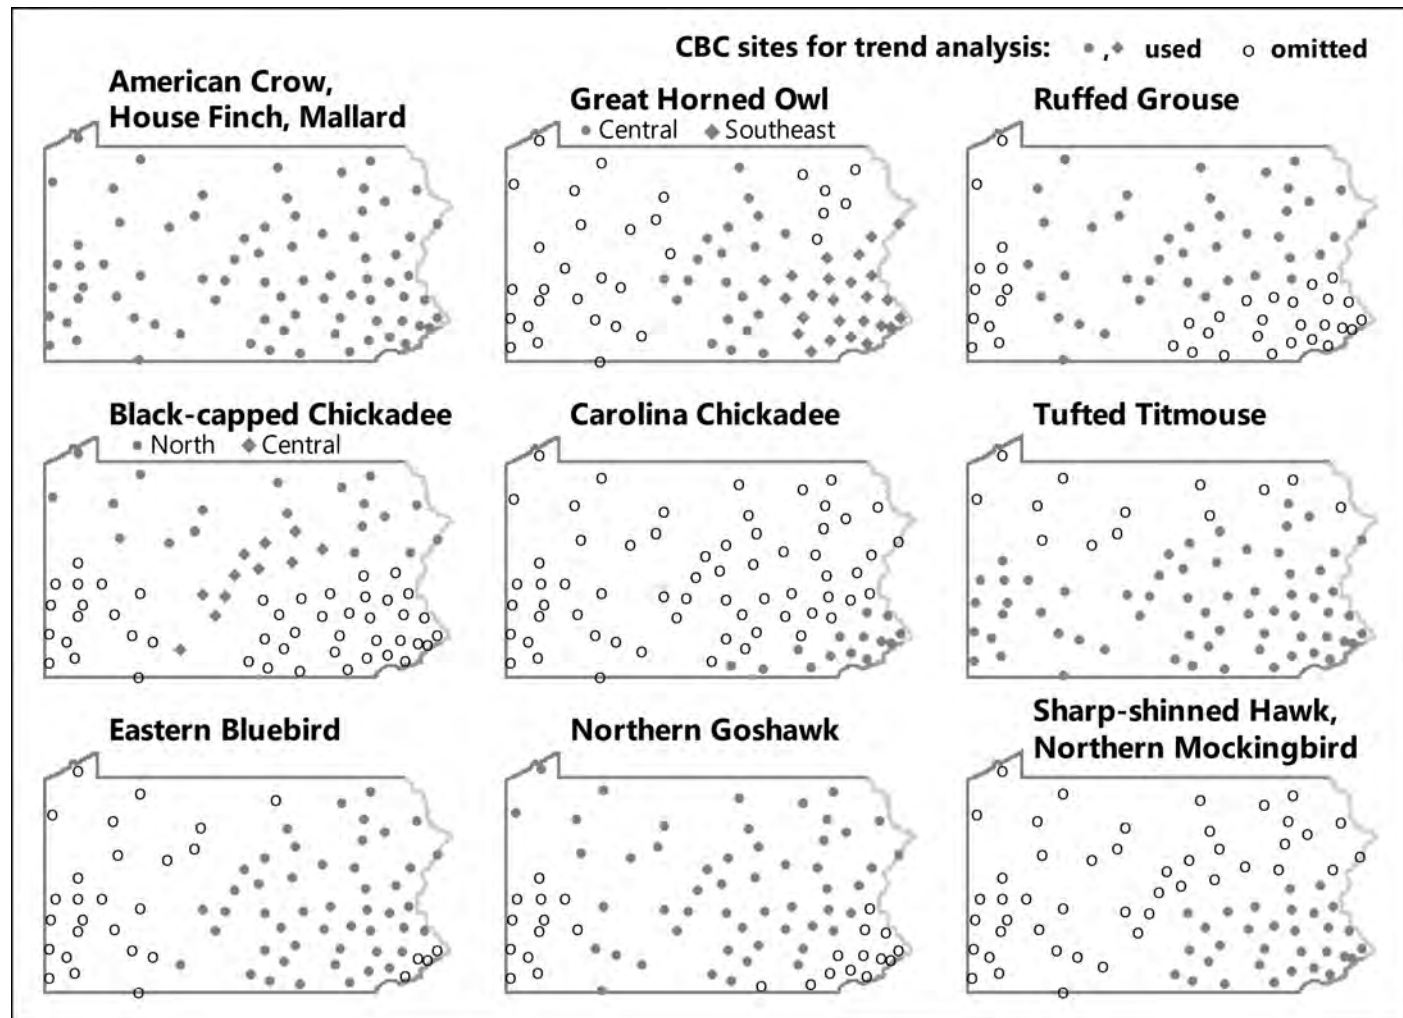 CBC sites for trend analysis: , used omitted
American Crow,
House Finch, Mallard
Great Horned Owl
Central Southeast
Ruffed Grouse
Black-capped Chickadee
North Central
Carolina Chickadee
Tufted Titmouse
Eastern Bluebird
Northern Goshawk
Sharp-shinned Hawk,
Northern Mockingbird